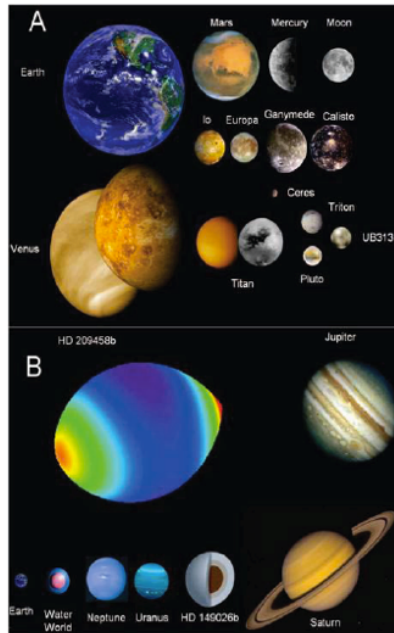 A
Mars
Mercury
Moon
Earth
Io
Europa
Ganymede
Calisto
Ceres
Triton
Venus
UB313
Titan
Pluto
HD 209458b
Jupiter
B
Earth
Water
World
Neptune
Uranus
HD 149026b
Saturn